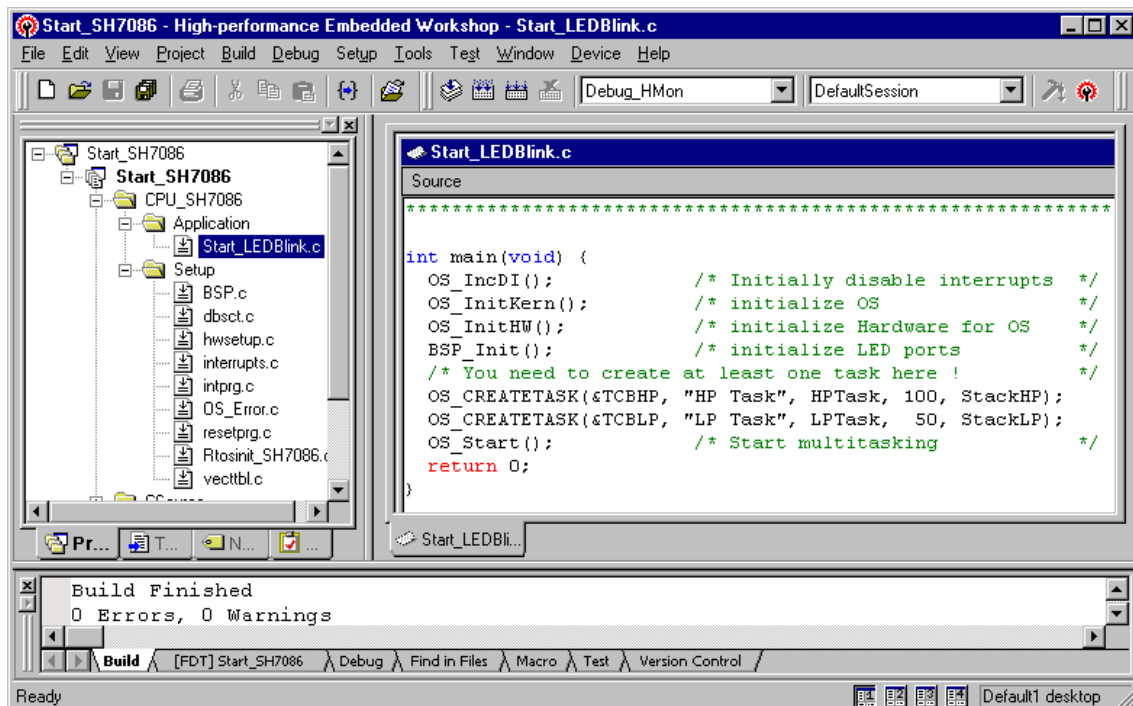 Start_SH7086 - High-performance Embedded Workshop - Start_LEDBlink.c
File Edit View Project Build Debug Setup Tools Test Window Device Help
Debug_HMon DefaultSession
Start_SH7086
Start_SH7086
CPU_SH7086
Application
Start_LEDBlink.c
Setup
BSP.c
dbsct.c
hwsetup.c
interrupts.c
intprg.c
OS_Error.c
resetprg.c
Rtosinit_SH7086.c
vecttbl.c
Pr... T... N... ...
Start_LEDBlink.c
Source
*************************************************************
int main(void) {
OS_IncDI(); /* Initially disable interrupts */
OS_InitKern(); /* initialize OS */
OS_InitHW(); /* initialize Hardware for OS */
BSP_Init(); /* initialize LED ports */
/* You need to create at least one task here ! */
OS_CREATETASK(&TCBHP, "HP Task", HPTask, 100, StackHP);
OS_CREATETASK(&TCBLP, "LP Task", LPTask, 50, StackLP);
OS_Start(); /* Start multitasking */
return 0;
}
Start_LEDBli...
Build Finished
0 Errors, 0 Warnings
Build [FDT] Start_SH7086 Debug Find in Files Macro Test Version Control
Ready 1 2 3 4 Default1 desktop